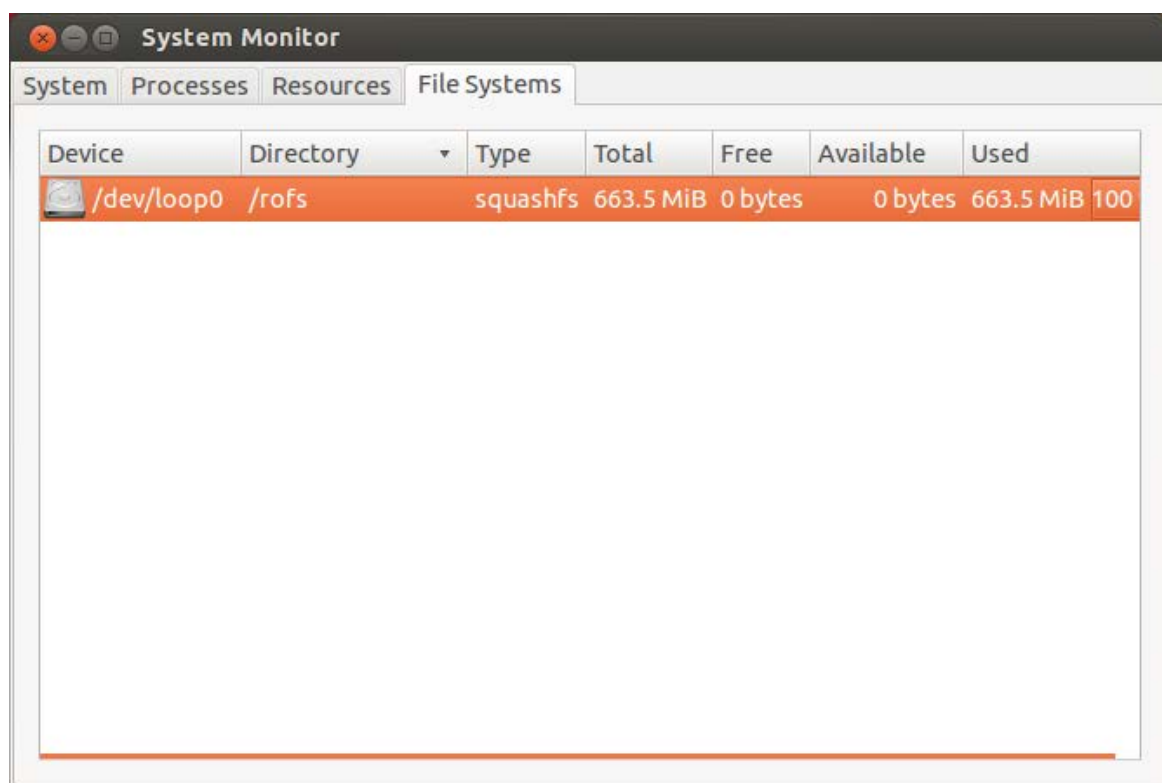 System Monitor
System Processes Resources File Systems
Device Directory Type Total Free Available Used
/dev/loop0 /rofs squashfs 663.5 MiB 0 bytes 0 bytes 663.5 MiB 100